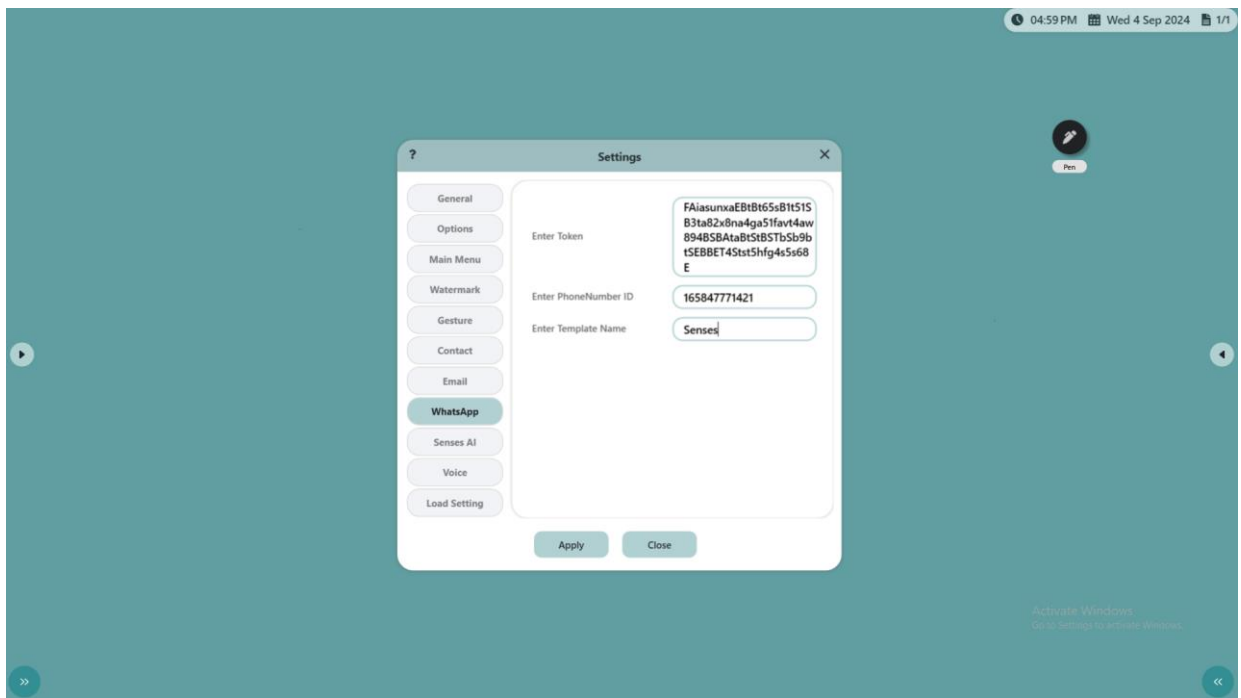 04:59 PM Wed 4 Sep 2024 1/1
Pen
? Settings
General
Options
Main Menu
Watermark
Gesture
Contact
Email
WhatsApp
Senses AI
Voice
Load Setting
Enter Token
FAiasunxaEBtBt65sB1t51S
B3ta82x8na4ga51favt4aw
894BSBAtaBtStBSTbSb9b
tSEBBET4Stst5hfg4s5s68
E
Enter PhoneNumber ID 165847771421
Enter Template Name Senses
Apply Close
Activate Windows
Go to Settings to activate Windows.